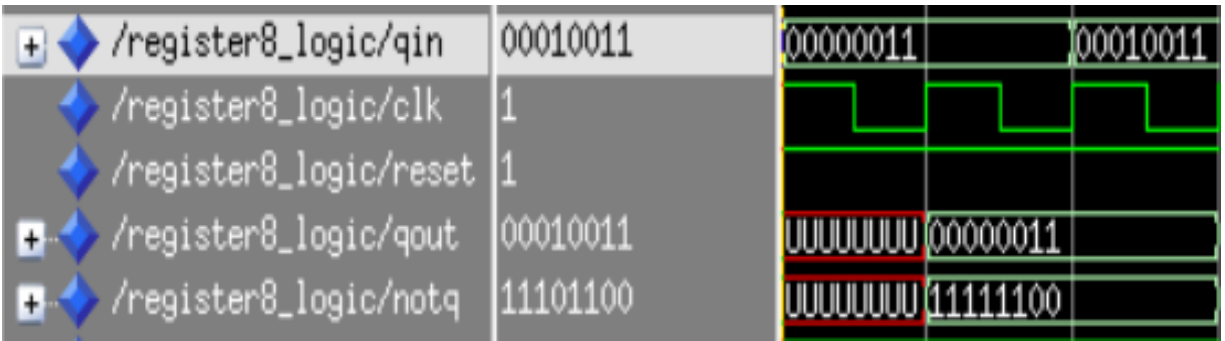 /register8_logic/qin 00010011 00000011 00010011
/register8_logic/clk 1
/register8_logic/reset 1
/register8_logic/qout 00010011 UUUUUUUU 00000011
/register8_logic/notq 11101100 UUUUUUUU 11111100